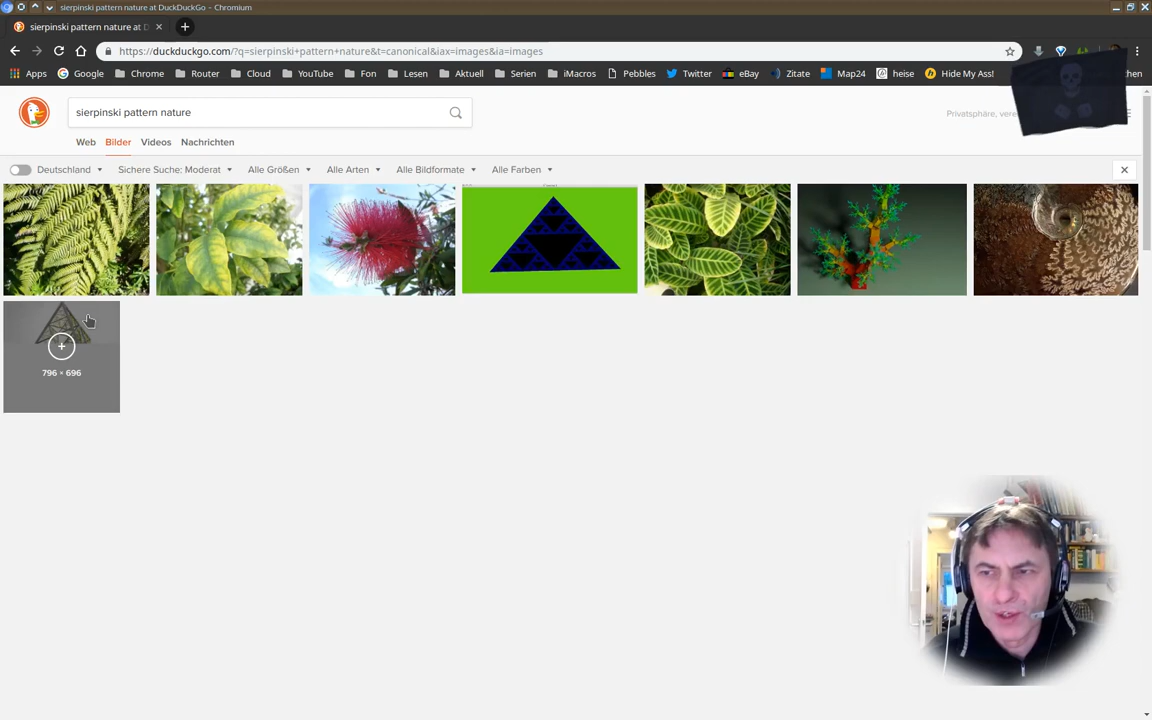 sierpinski pattern nature at DuckDuckGo - Chromium
sierpinski pattern nature at D
https://duckduckgo.com/?q=sierpinski+pattern+nature&t=canonical&iax=images&ia=images
Apps Google Chrome Router Cloud YouTube Fon Lesen Aktuell Serien iMacros Pebbles Twitter eBay Zitate Map24 heise Hide My Ass!
sierpinski pattern nature
Web Bilder Videos Nachrichten
Deutschland Sichere Suche: Moderat Alle Größen Alle Arten Alle Bildformate Alle Farben
796 × 696